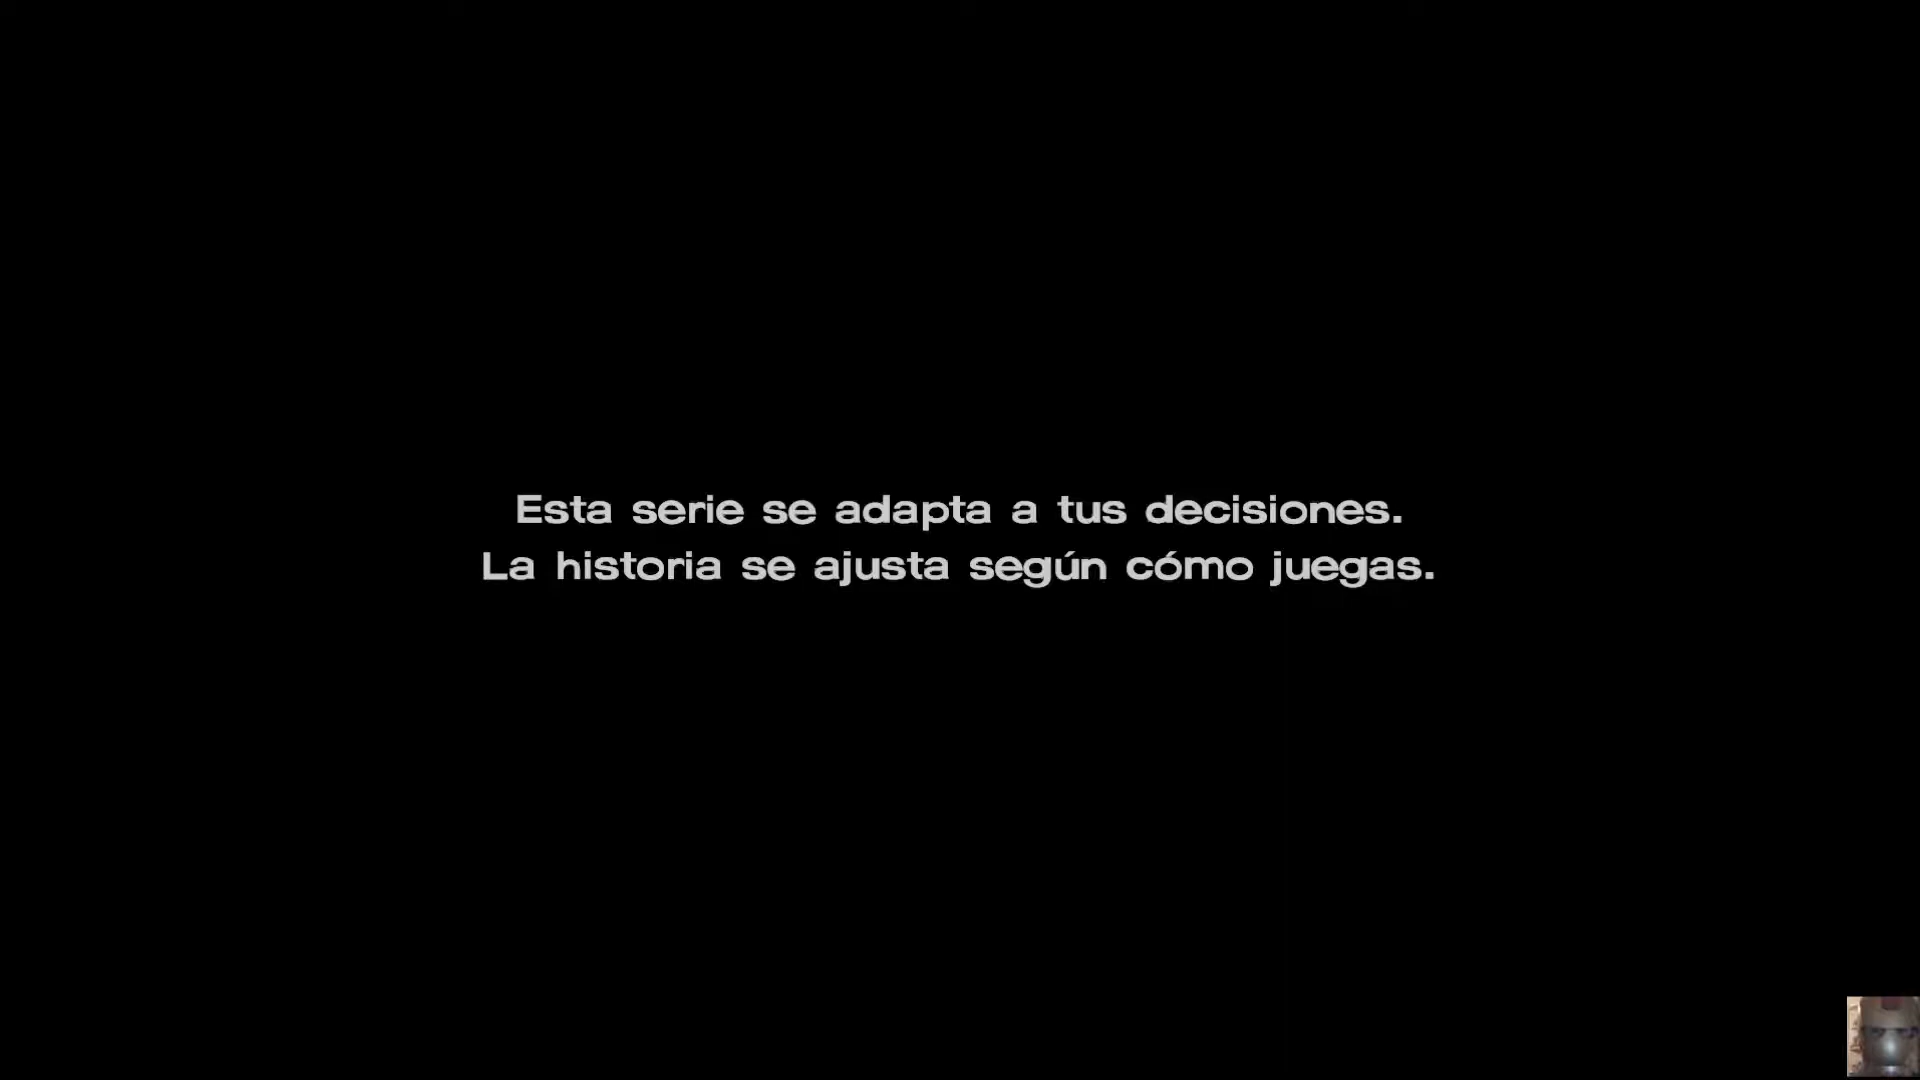 Esta serie se adapta a tus decisiones.
La historia se ajusta según cómo juegas.